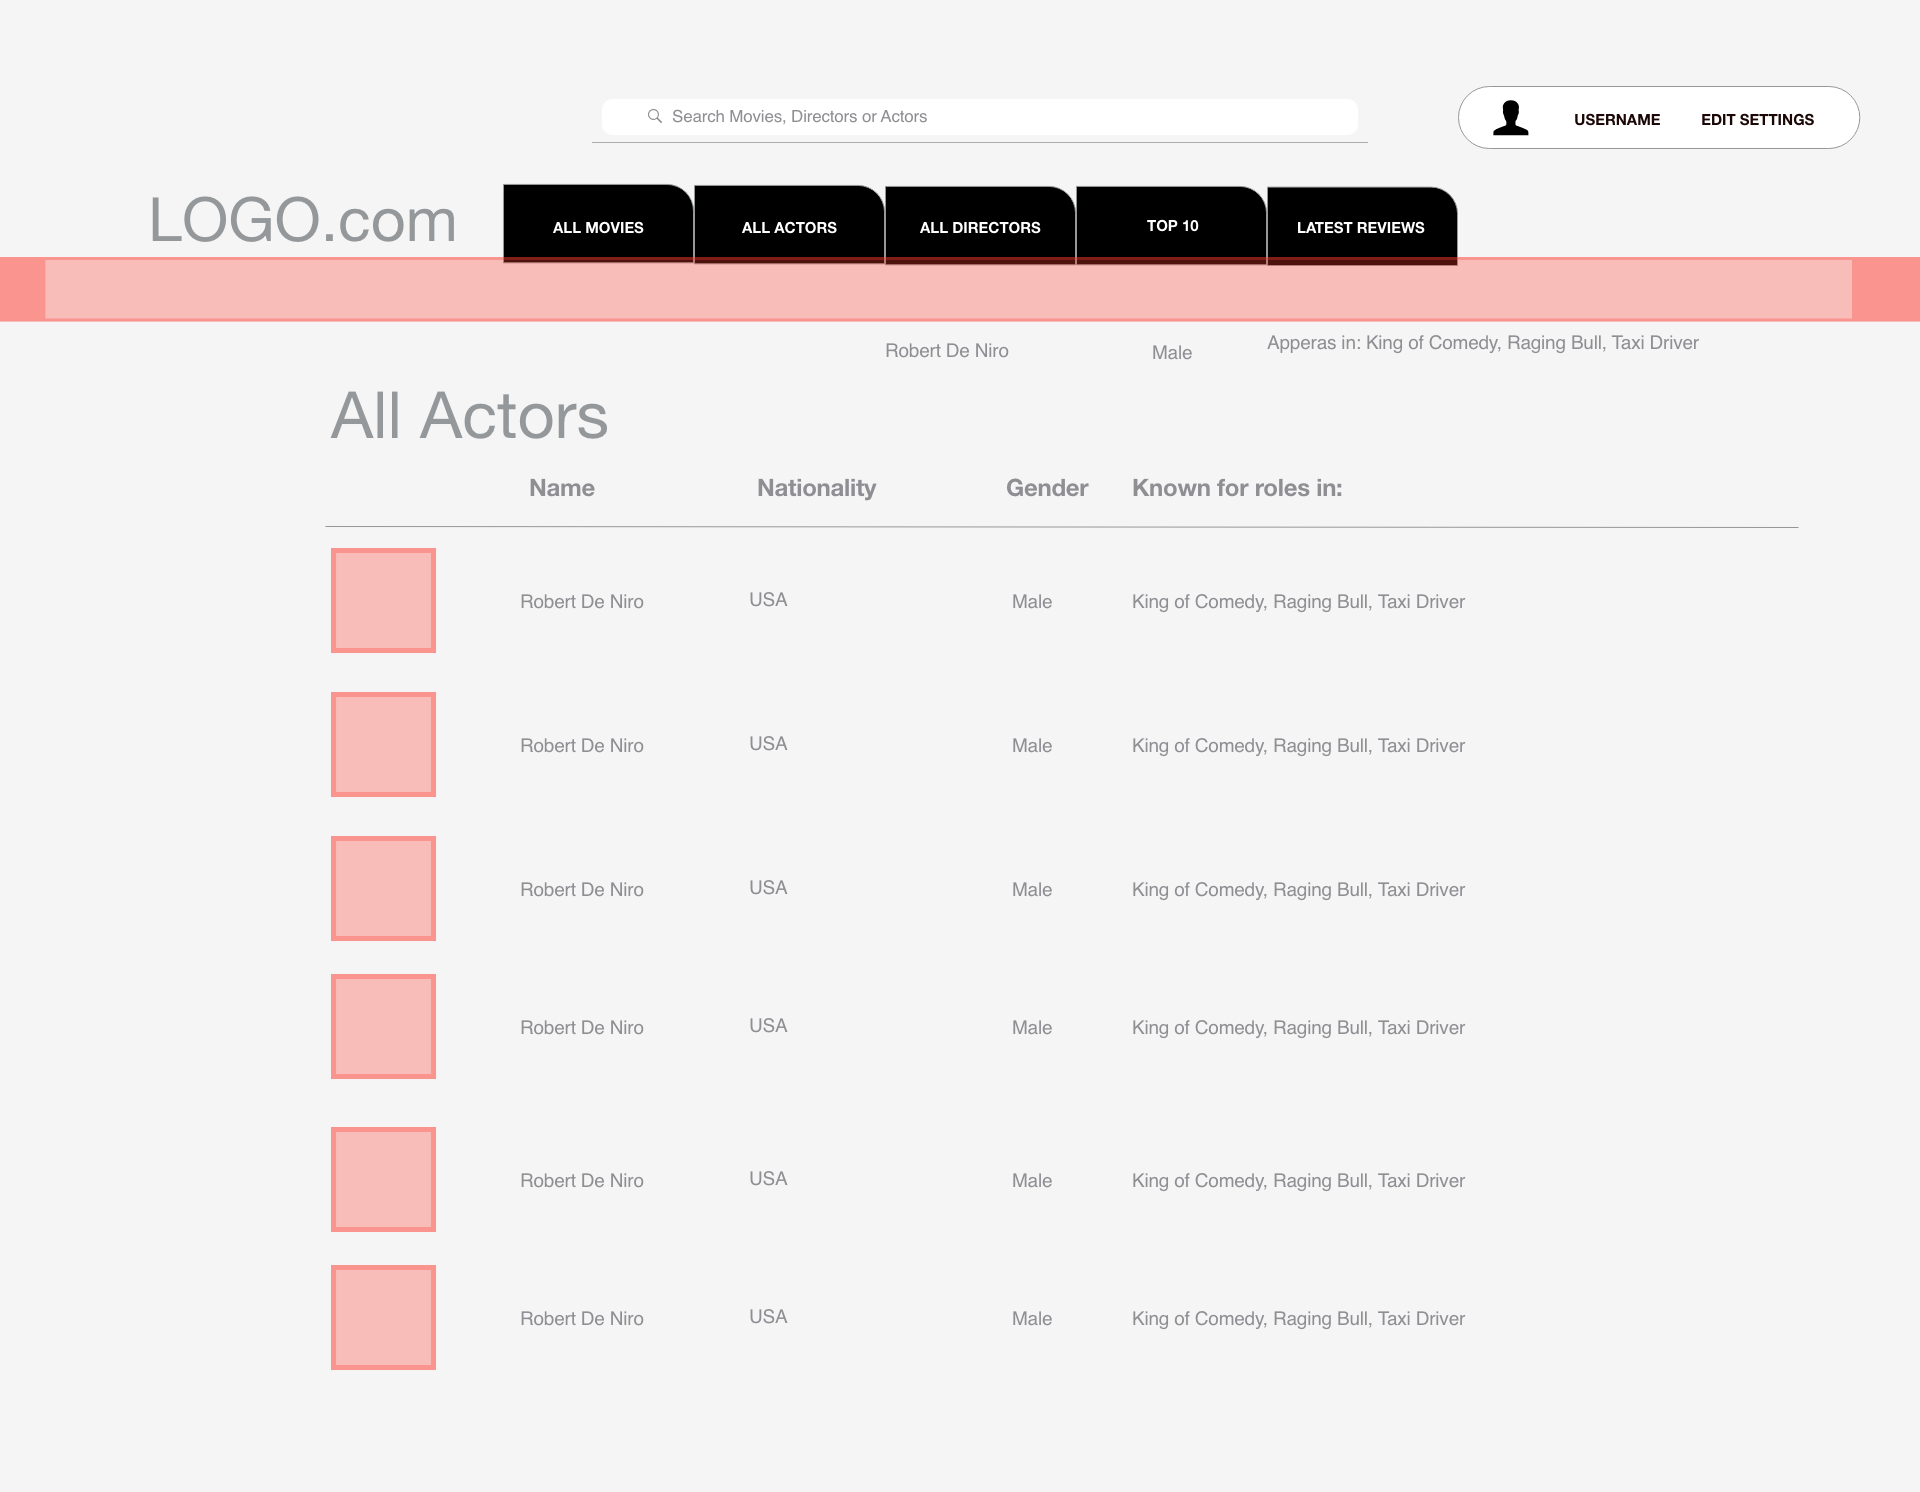 Search Movies, Directors or Actors
USERNAME EDIT SETTINGS
LOGO.com
ALL MOVIES ALL ACTORS ALL DIRECTORS TOP 10 LATEST REVIEWS
Robert De Niro Male Apperas in: King of Comedy, Raging Bull, Taxi Driver
All Actors
Name Nationality Gender Known for roles in:
Robert De Niro USA Male King of Comedy, Raging Bull, Taxi Driver
Robert De Niro USA Male King of Comedy, Raging Bull, Taxi Driver
Robert De Niro USA Male King of Comedy, Raging Bull, Taxi Driver
Robert De Niro USA Male King of Comedy, Raging Bull, Taxi Driver
Robert De Niro USA Male King of Comedy, Raging Bull, Taxi Driver
Robert De Niro USA Male King of Comedy, Raging Bull, Taxi Driver